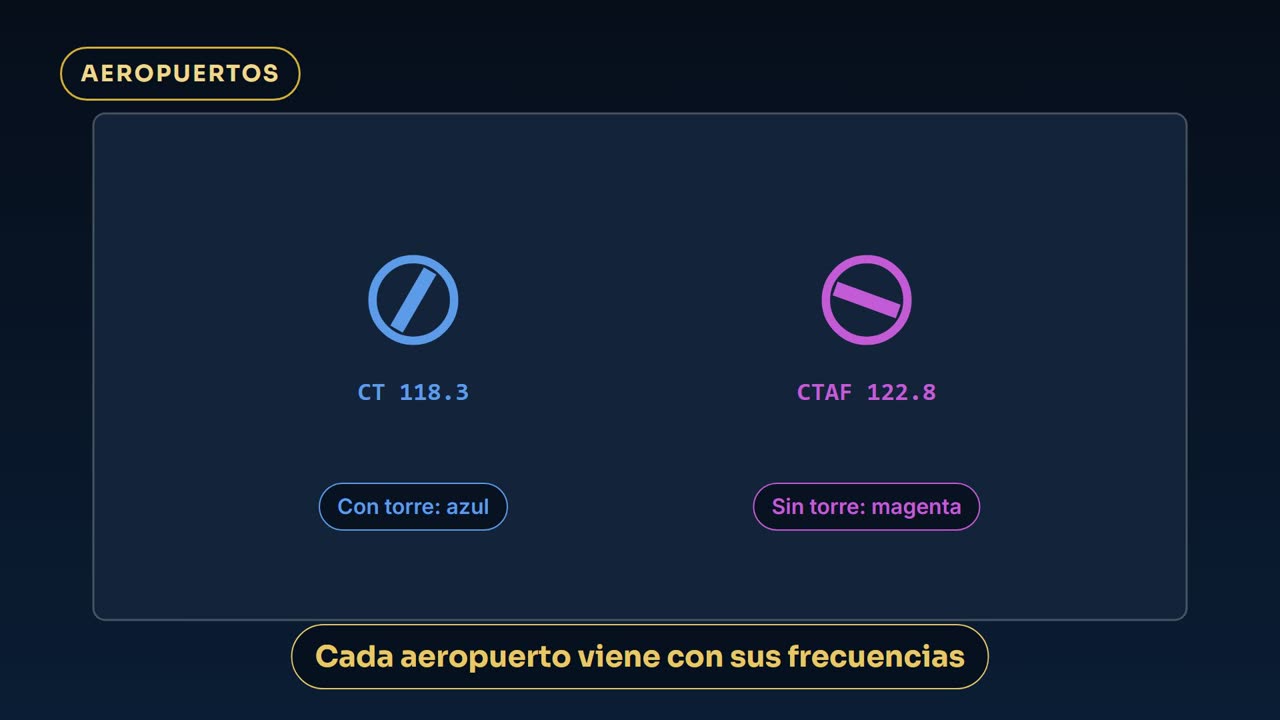 AEROPUERTOS
CT 118.3
CTAF 122.8
Con torre: azul
Sin torre: magenta
Cada aeropuerto viene con sus frecuencias